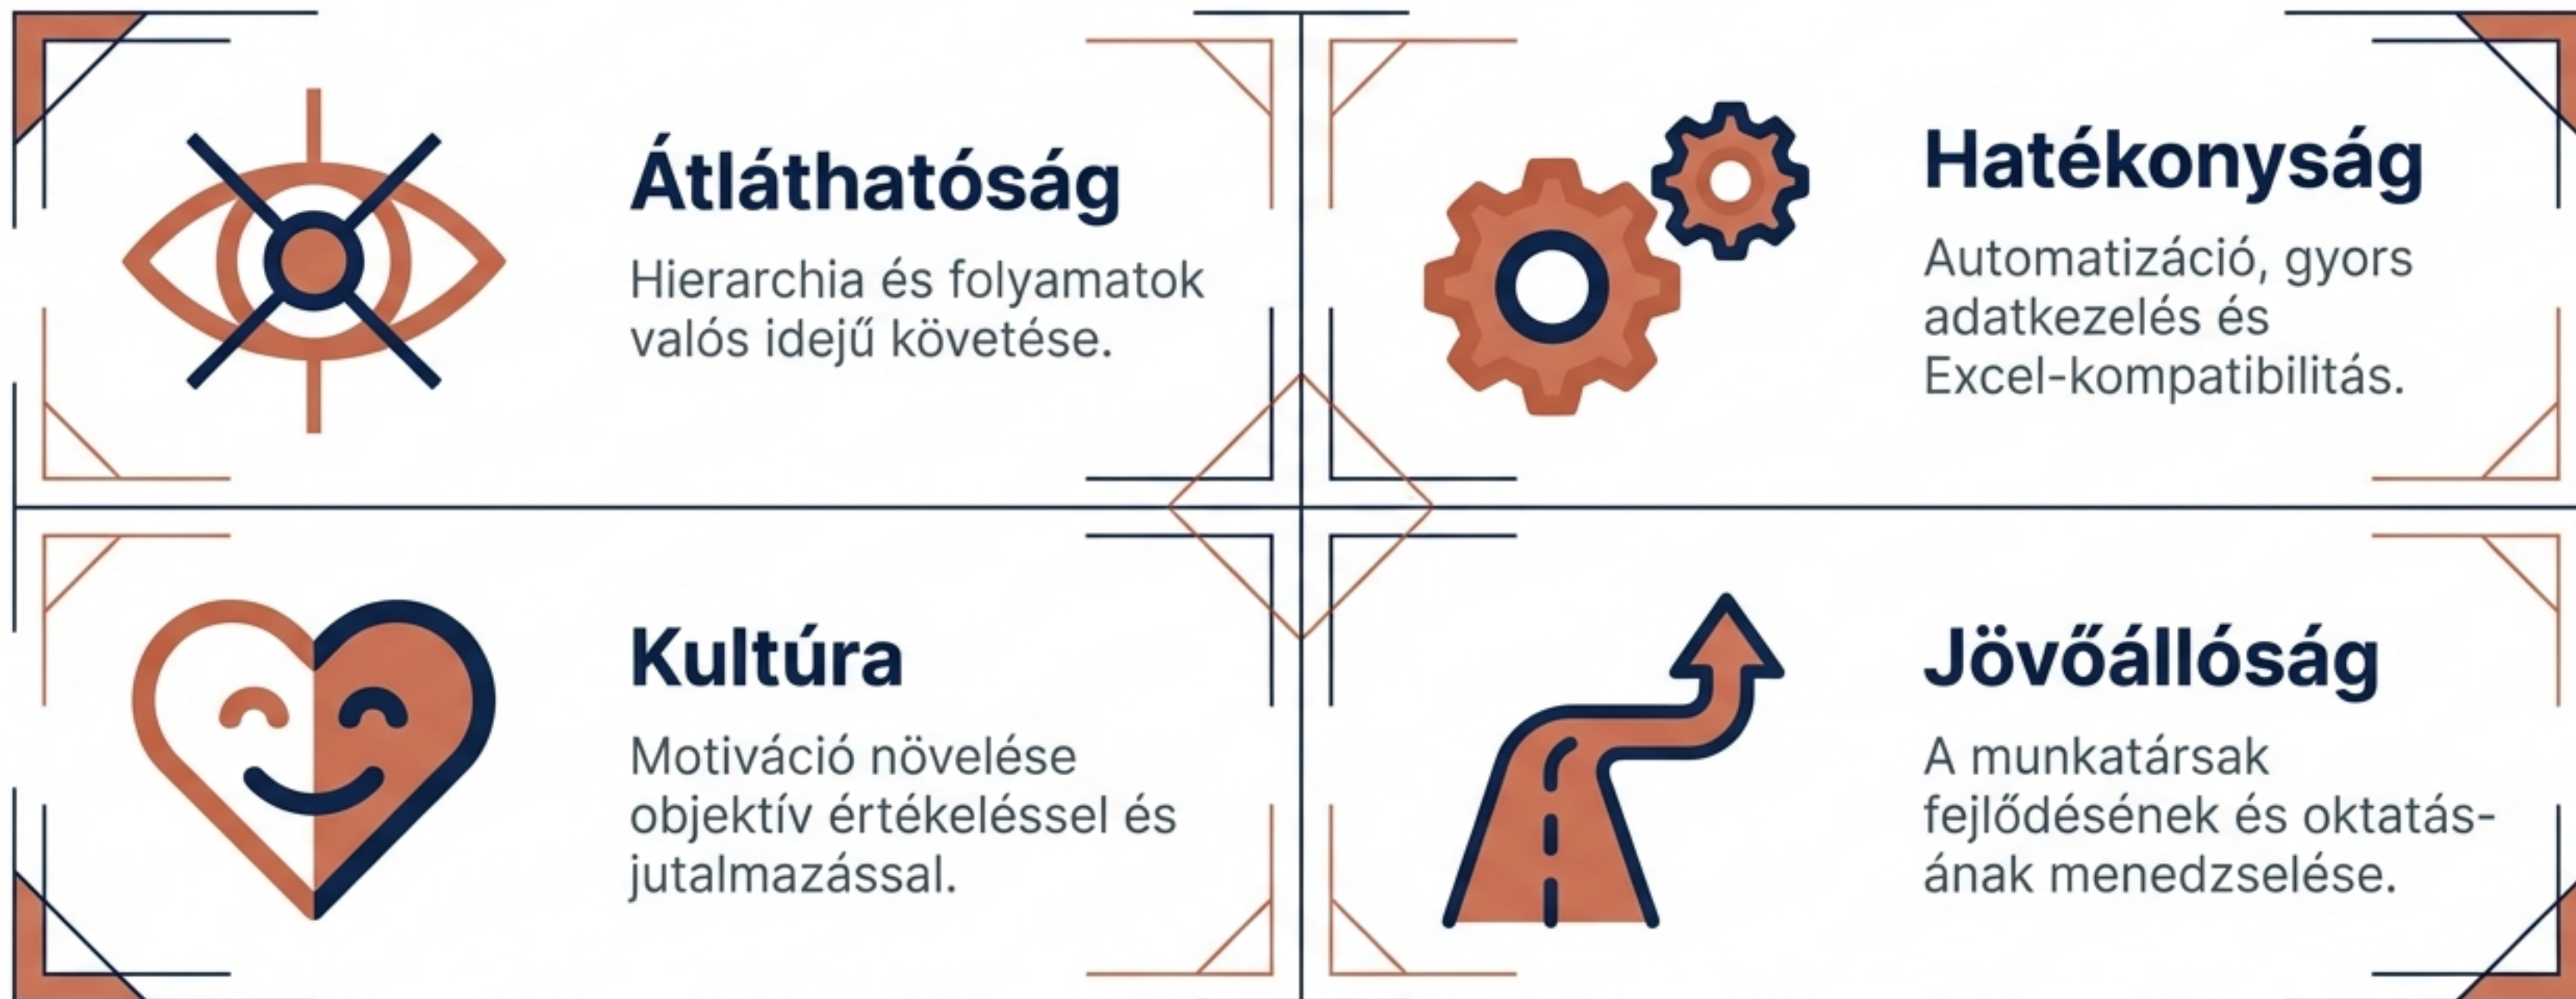 Átláthatóság
Hierarchia és folyamatok
valós idejű követése.
Hatékonyság
Automatizáció, gyors
adatkezelés és
Excel-kompatibilitás.
Kultúra
Motiváció növelése
objektív értékeléssel és
jutalmazással.
Jövőállóság
A munkatársak
fejlődésének és oktatás-
ának menedzselése.